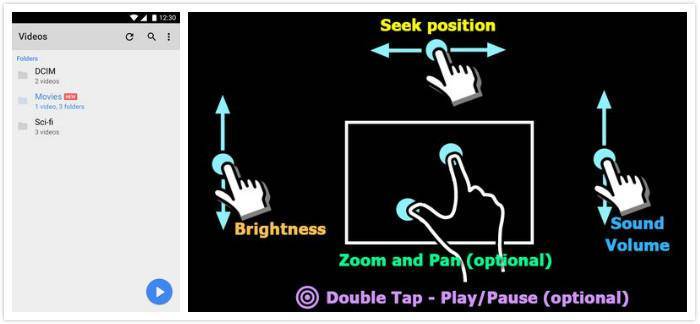 12:30
Videos
Folders
DCIM
2 videos
Movies NEW
1 video, 3 folders
Sci-fi
3 videos
Seek position
Brightness
Sound
Volume
Zoom and Pan (optional)
Double Tap - Play/Pause (optional)